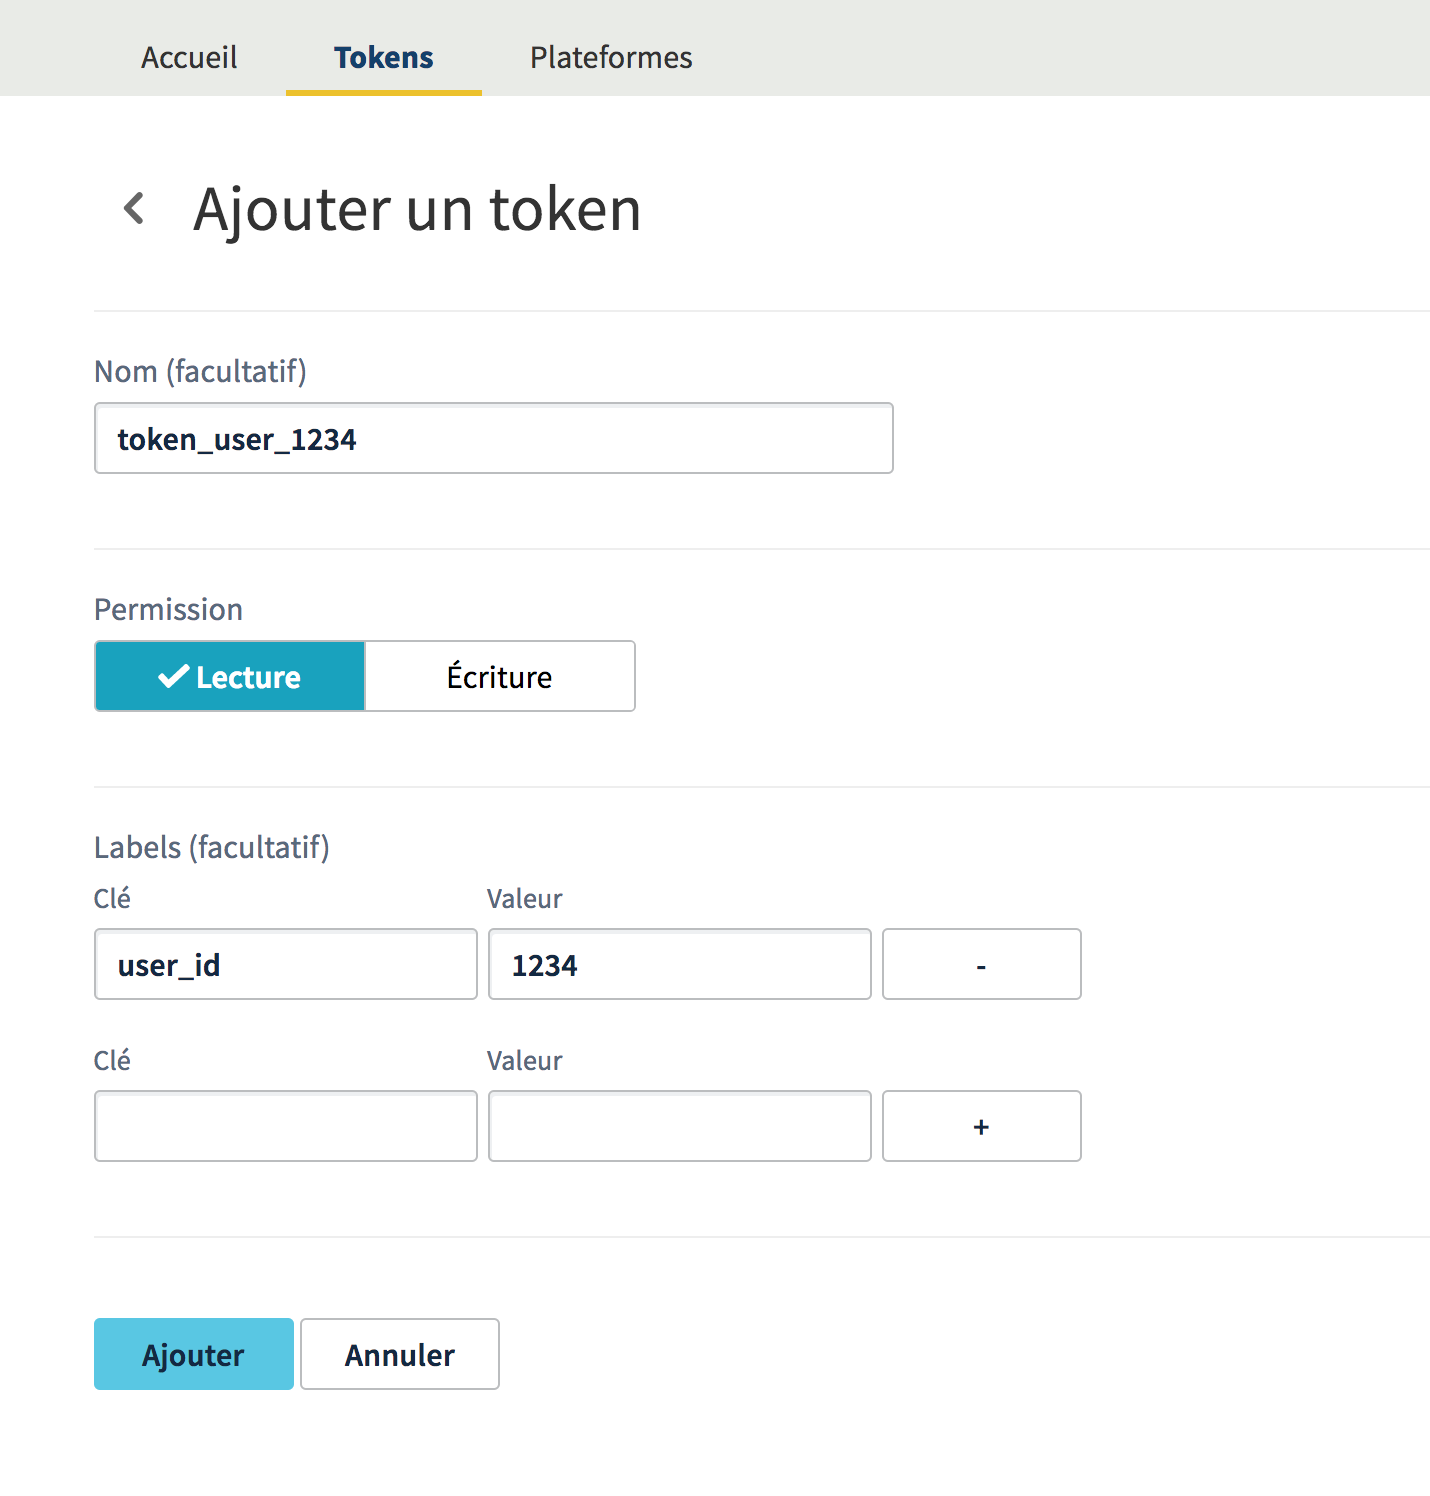 Accueil Tokens Plateformes
Ajouter un token
Nom (facultatif)
token_user_1234
Permission
Lecture Écriture
Labels (facultatif)
Clé Valeur
user_id 1234 -
Clé Valeur
+
Ajouter Annuler